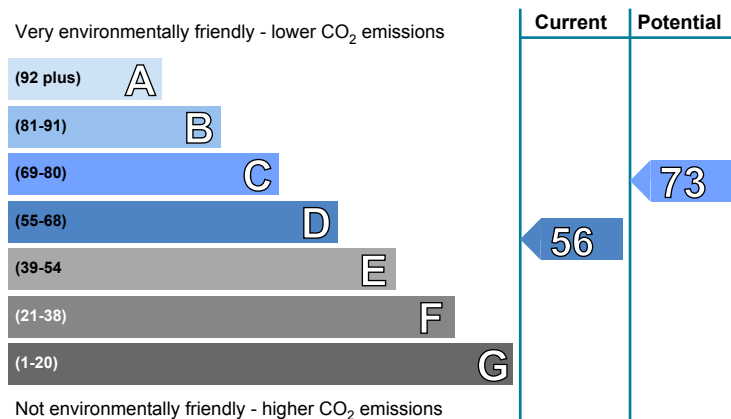 Very environmentally friendly - lower CO₂ emissions
Current
Potential
(92 plus) A
(81-91) B
(69-80) C
73
(55-68) D
56
(39-54 E
(21-38) F
(1-20) G
Not environmentally friendly - higher CO₂ emissions